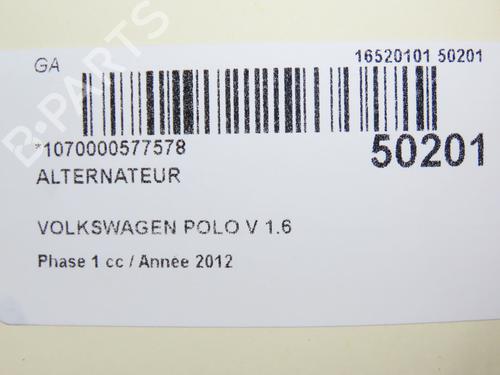 GA
16520101 50201
*1070000577578
50201
ALTERNATEUR
VOLKSWAGEN POLO V 1.6
Phase 1 cc / Année 2012
B-PARTS